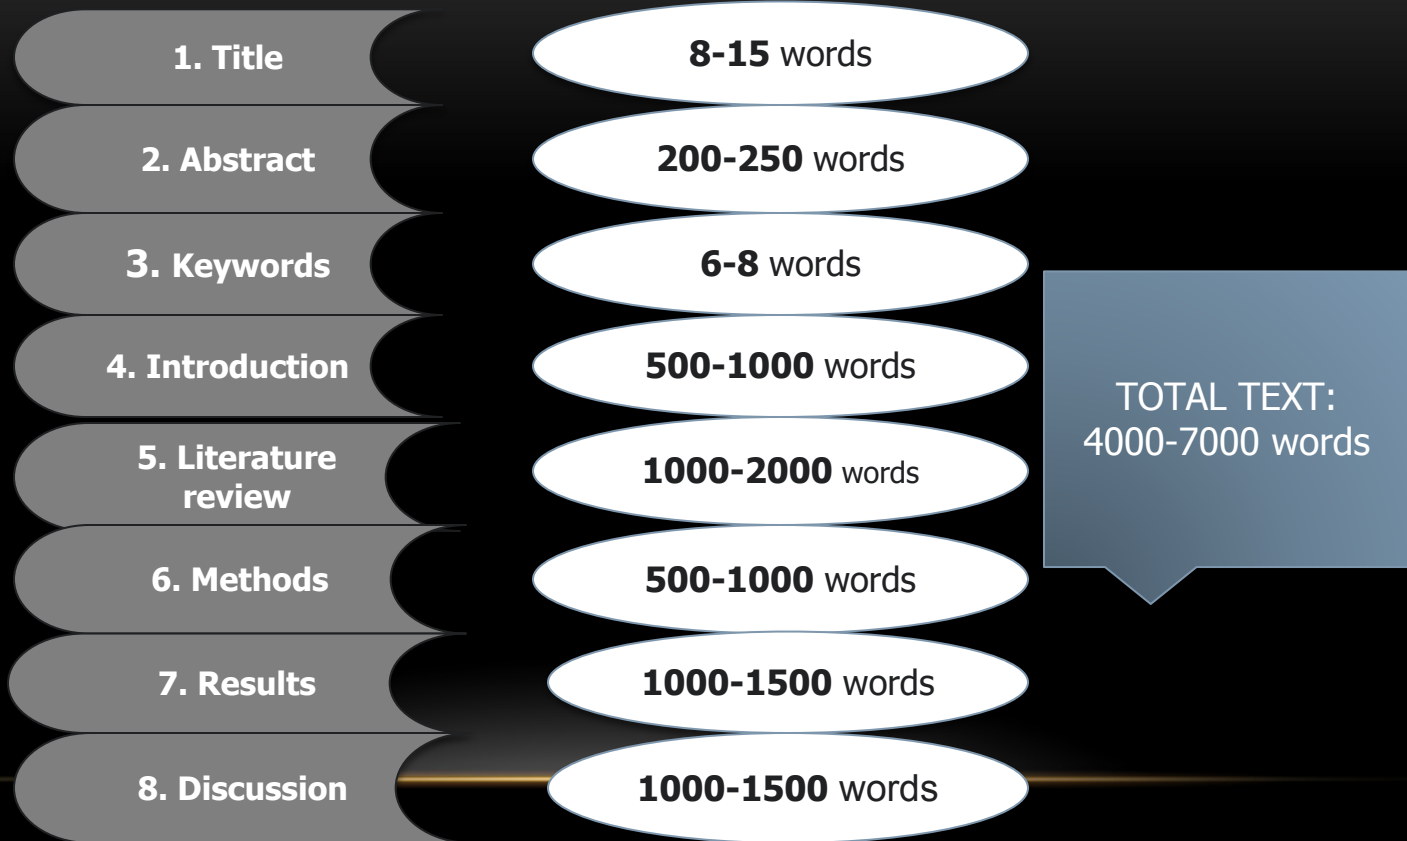 1. Title
8-15 words
2. Abstract
200-250 words
3. Keywords
6-8 words
4. Introduction
500-1000 words
5. Literature
review
1000-2000 words
6. Methods
500-1000 words
7. Results
1000-1500 words
8. Discussion
1000-1500 words
TOTAL TEXT:
4000-7000 words